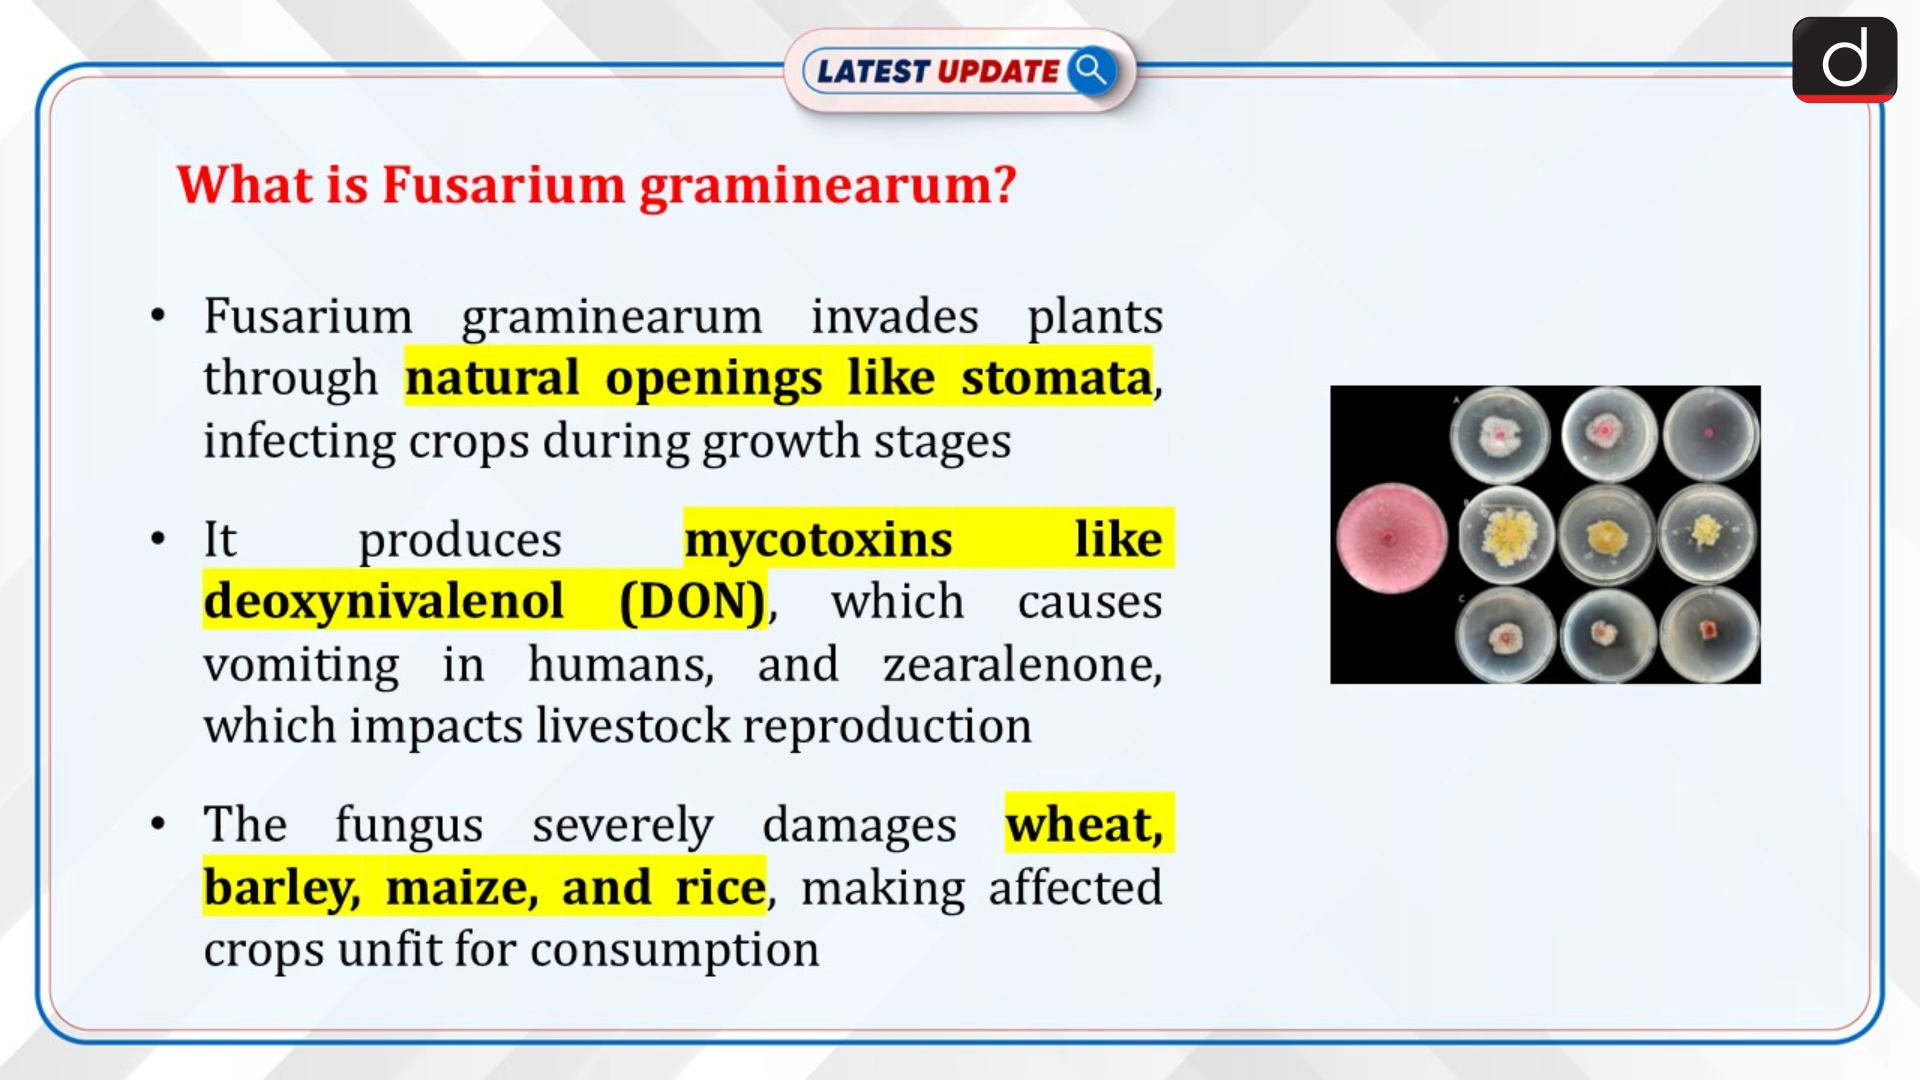 LATEST UPDATE
d
What is Fusarium graminearum?
• Fusarium graminearum invades plants
through natural openings like stomata,
infecting crops during growth stages
• It produces mycotoxins like
deoxynivalenol (DON), which causes
vomiting in humans, and zearalenone,
which impacts livestock reproduction
• The fungus severely damages wheat,
barley, maize, and rice, making affected
crops unfit for consumption
A
C